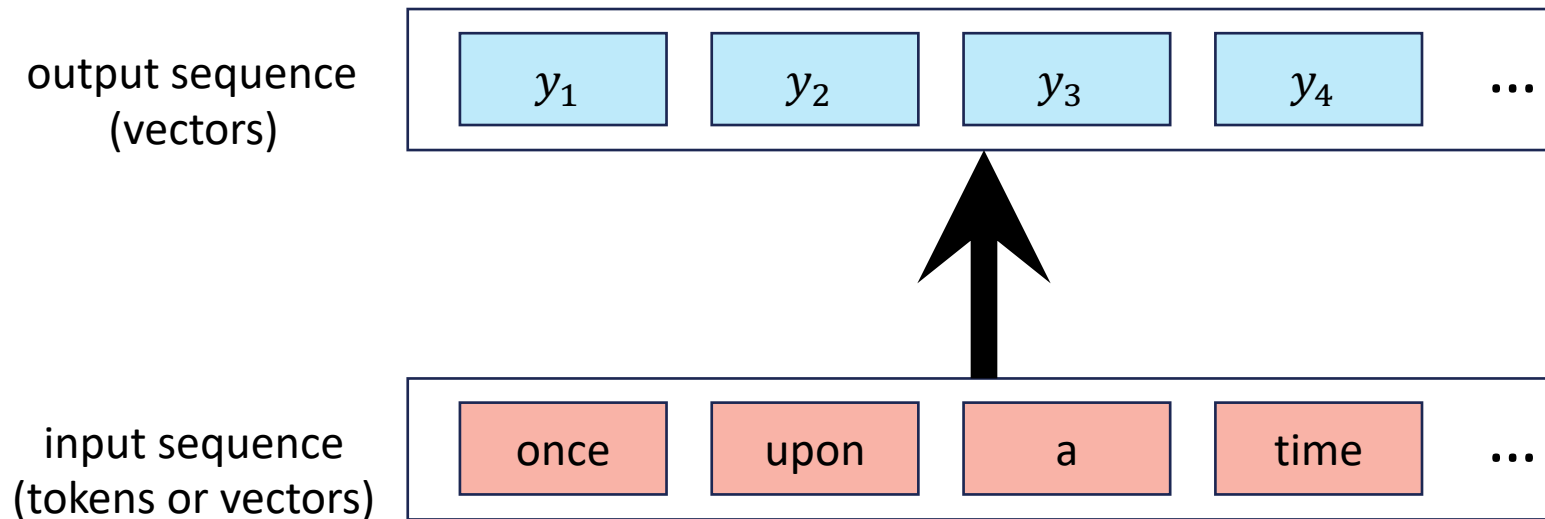 output sequence
(vectors)
y₁ y₂ y₃ y₄ ...
once upon a time ...
input sequence
(tokens or vectors)